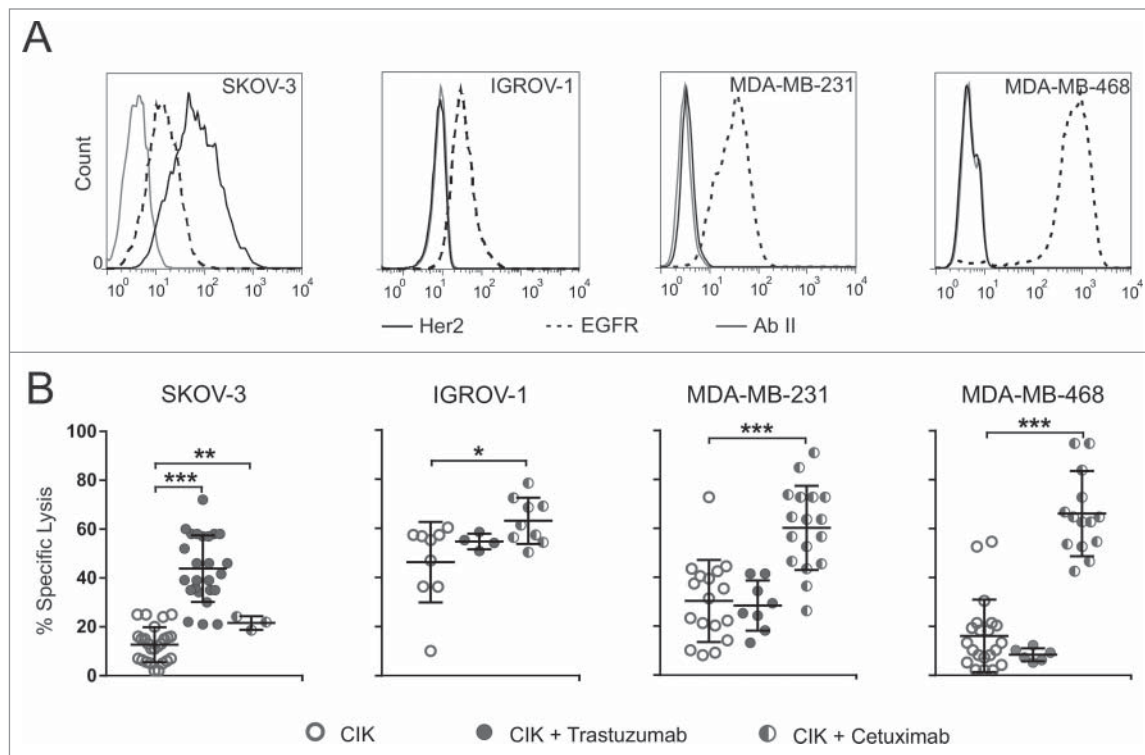 A
SKOV-3 IGROV-1 MDA-MB-231 MDA-MB-468
Count
0
10⁰ 10¹ 10² 10³ 10⁴ 10⁰ 10¹ 10² 10³ 10⁴ 10⁰ 10¹ 10² 10³ 10⁴ 10⁰ 10¹ 10² 10³ 10⁴
Her2 EGFR Ab II
B
SKOV-3 IGROV-1 MDA-MB-231 MDA-MB-468
% Specific Lysis
100
80
60
40
20
0
** *** * *** ***
CIK CIK + Trastuzumab CIK + Cetuximab